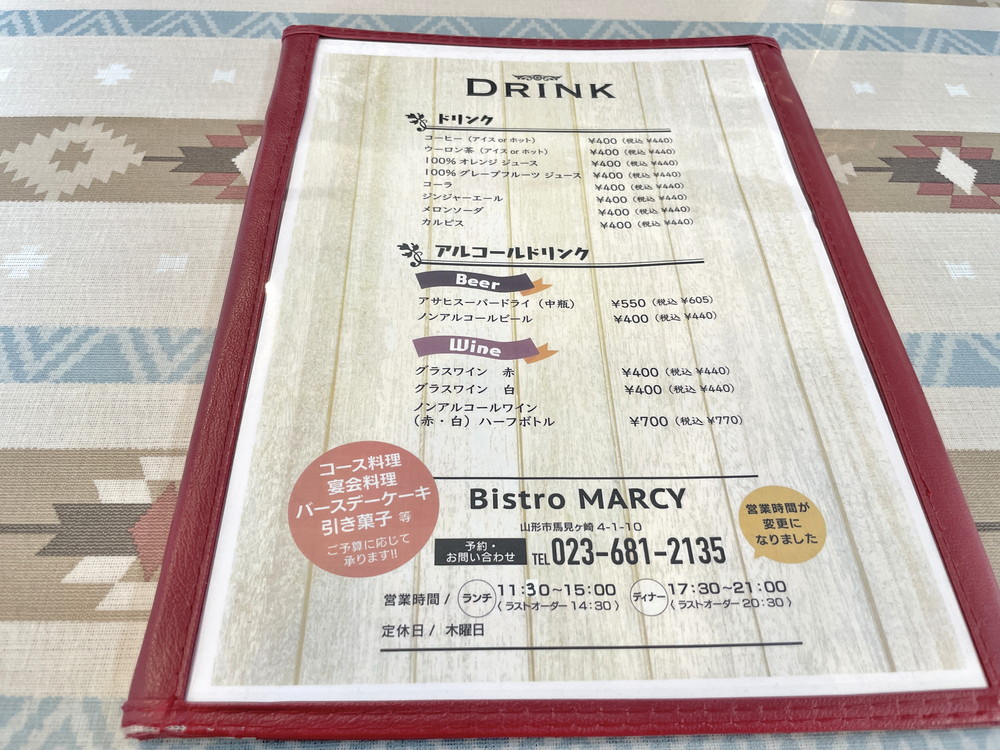 DRINK
ドリンク
コーヒー（アイス or ホット） ¥400（税込 ¥440）
ウーロン茶（アイス or ホット） ¥400（税込 ¥440）
100% オレンジ ジュース ¥400（税込 ¥440）
100% グレープフルーツ ジュース ¥400（税込 ¥440）
コーラ ¥400（税込 ¥440）
ジンジャーエール ¥400（税込 ¥440）
メロンソーダ ¥400（税込 ¥440）
カルピス ¥400（税込 ¥440）
アルコールドリンク
Beer
アサヒスーパードライ（中瓶） ¥550（税込 ¥605）
ノンアルコールビール ¥400（税込 ¥440）
Wine
グラスワイン 赤 ¥400（税込 ¥440）
グラスワイン 白 ¥400（税込 ¥440）
ノンアルコールワイン
（赤・白）ハーフボトル ¥700（税込 ¥770）
コース料理
宴会料理
バースデーケーキ
引き菓子 等
ご予算に応じて
承ります!!
Bistro MARCY
山形市馬見ヶ崎 4-1-10
予約・
お問い合わせ
TEL 023-681-2135
営業時間が
変更に
なりました
営業時間 / ランチ 11:30~15:00 ディナー 17:30~21:00
〈 ラストオーダー 14:30 〉 〈 ラストオーダー 20:30 〉
定休日 / 木曜日